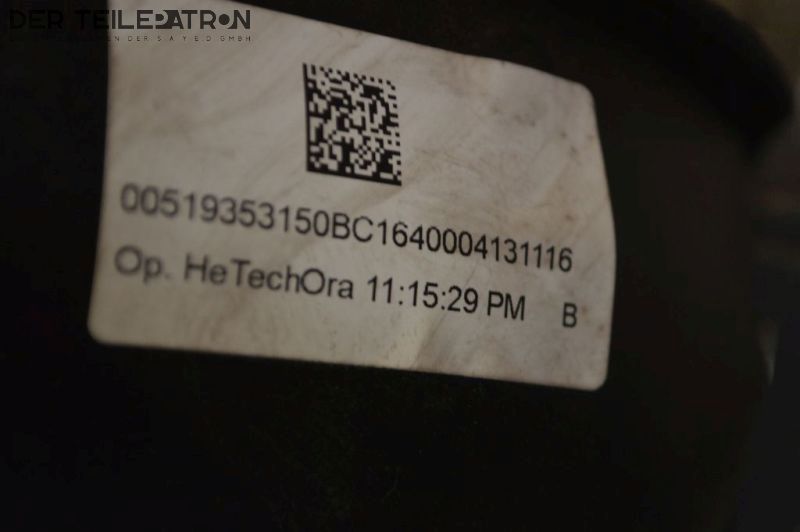 DER TEILEPATRON
00519353150BC1640004131116
Op. HeTechOra 11:15:29 PM B